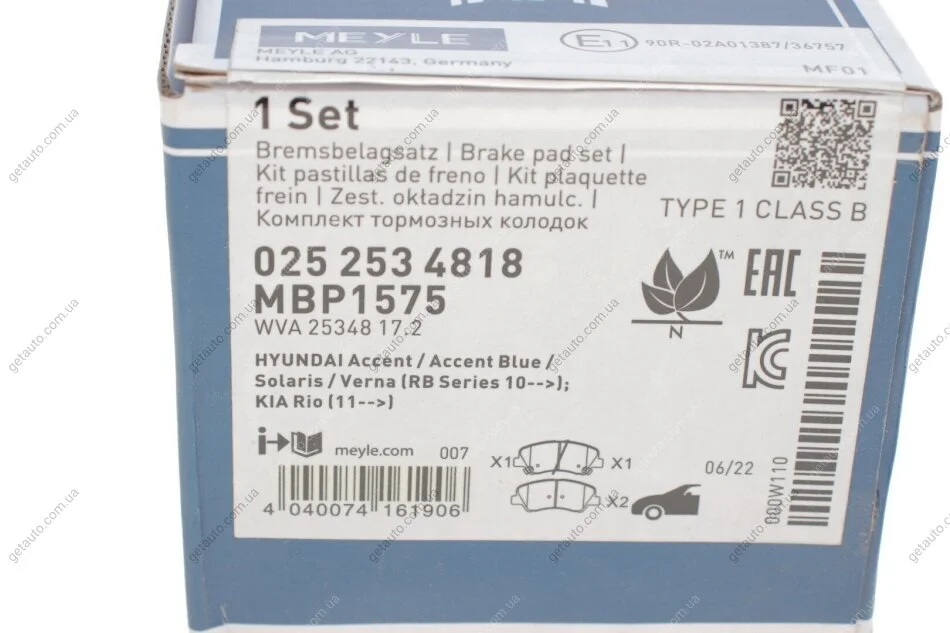 MEYLE
MEYLE AG
Hamburg 22143, Germany
E11 90R-02A01387/36757
MF01
1 Set
Bremsbelagsatz | Brake pad set |
Kit pastillas de freno | Kit plaquette
frein | Zest. okładzin hamulc. |
Комплект тормозных колодок
TYPE 1 CLASS B
025 253 4818
MBP1575
WVA 25348 17.2
TM
N
EAC
HYUNDAI Accent / Accent Blue /
Solaris / Verna (RB Series 10-->);
KIA Rio (11-->)
meyle.com 007
4 040074 161906
X1 X1
X2
06/22
000W110
getauto.com.ua